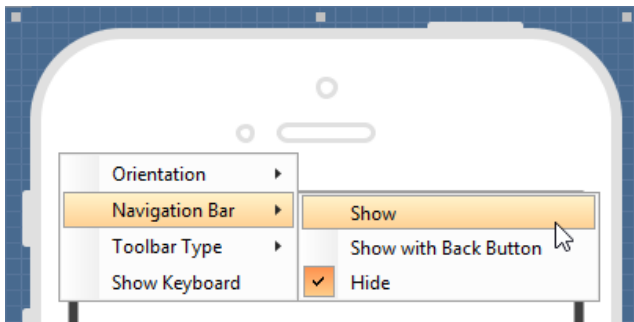 Orientation
Navigation Bar
Toolbar Type
Show Keyboard
Show
Show with Back Button
Hide